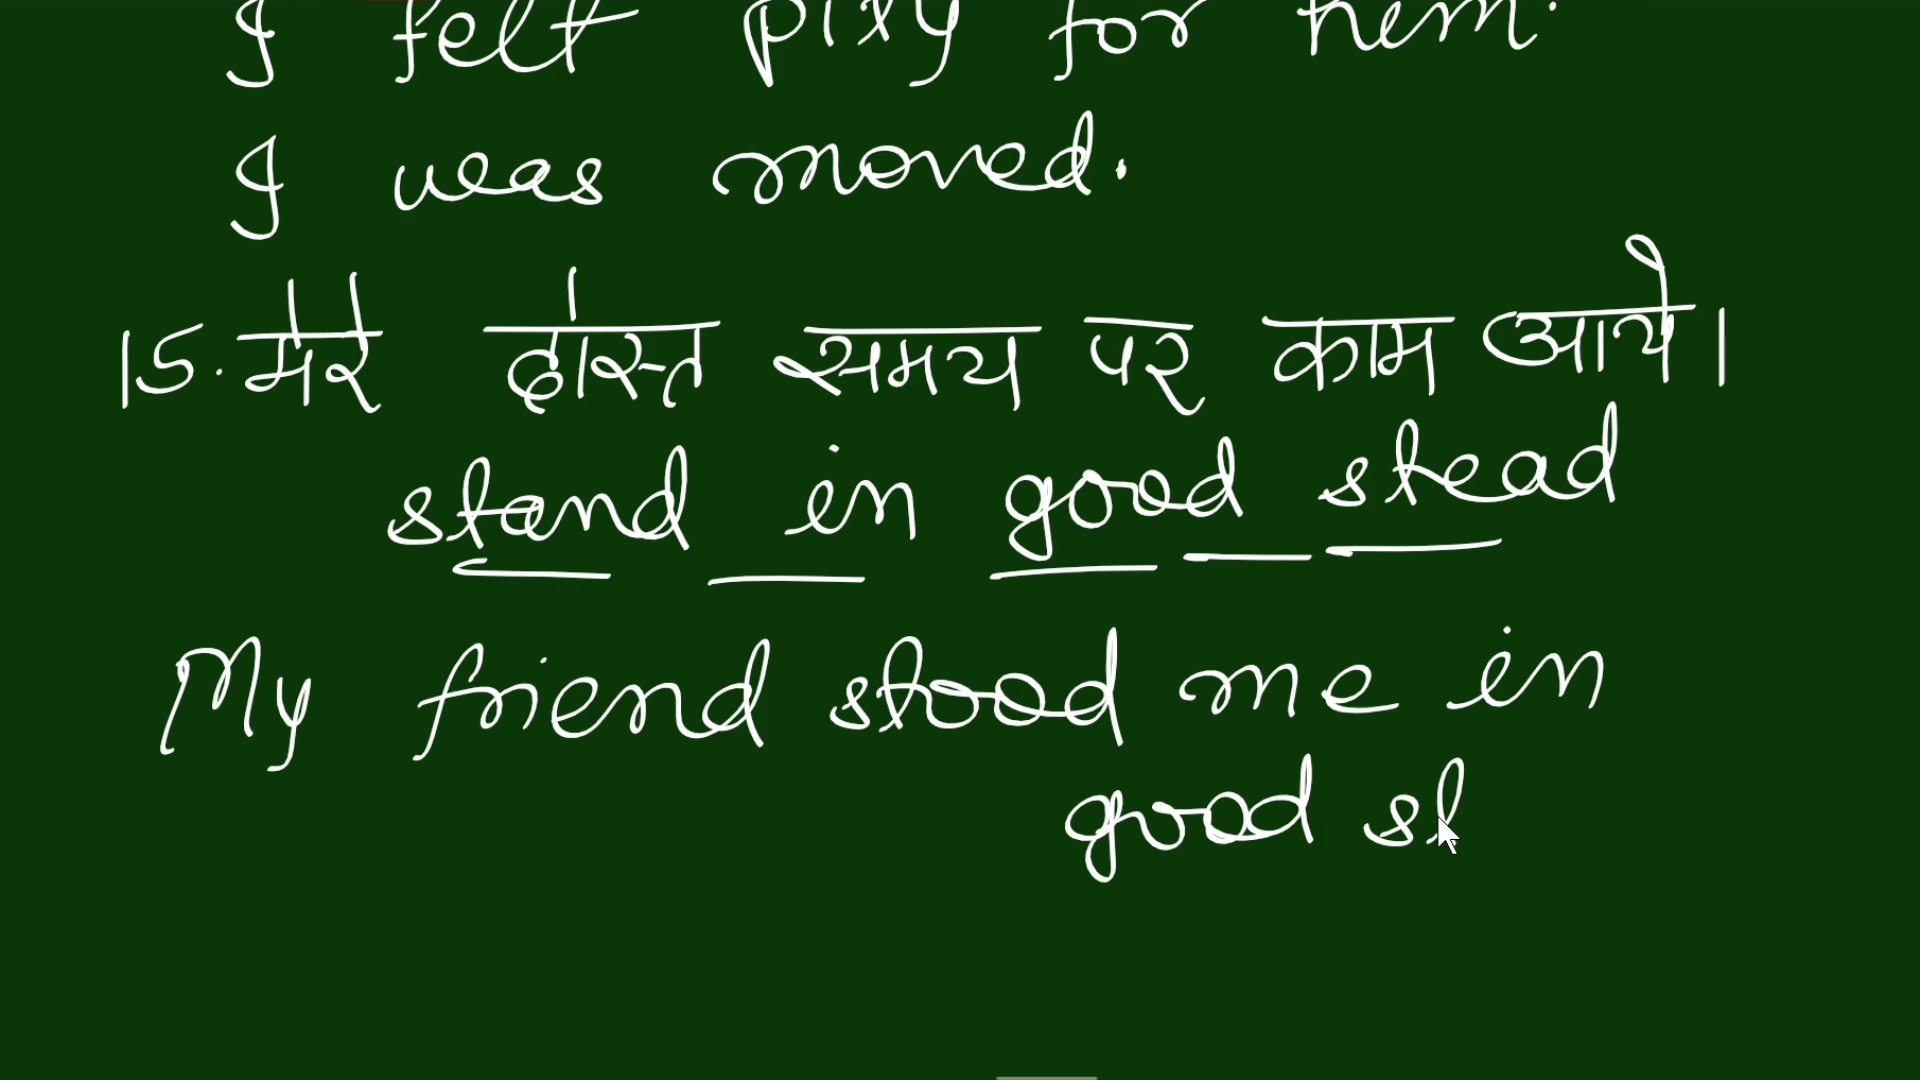 I felt pity for him.
I was moved.
15. मेरे दोस्त समय पर काम आये।
stand in good stead
My friend stood me in
good st